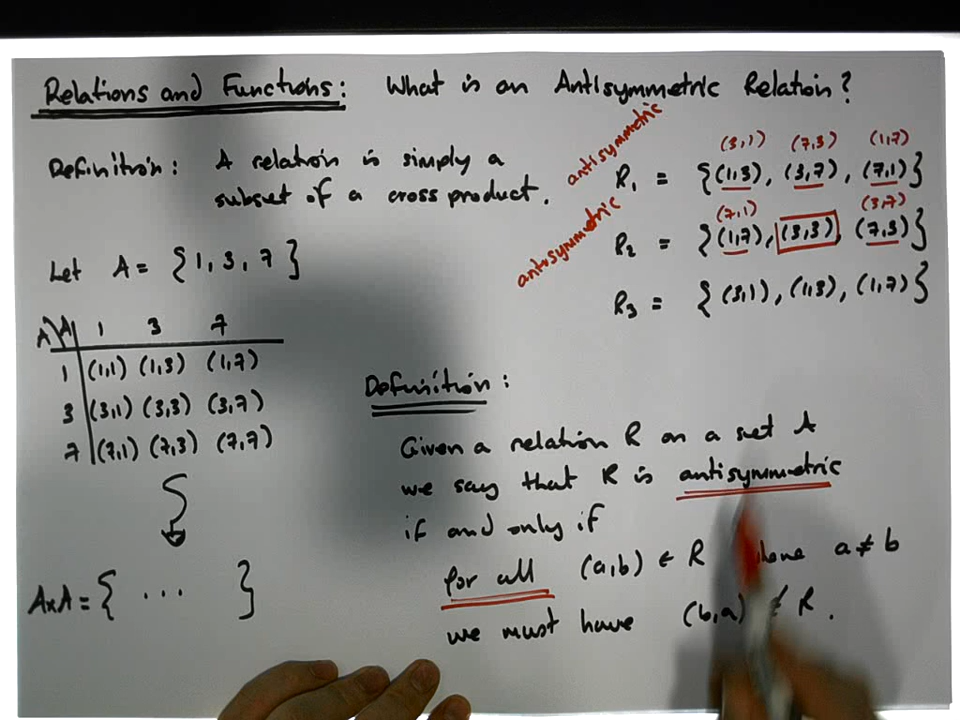 Relations and Functions: What is an Antisymmetric Relation?
Definition: A relation is simply a
subset of a cross product.
Let A = {1, 3, 7}
A\A 1 3 7
1 (1,1) (1,3) (1,7)
3 (3,1) (3,3) (3,7)
7 (7,1) (7,3) (7,7)
A×A = { ... }
antisymmetric
(3,1) (7,3) (1,7)
R₁ = {(1,3), (3,7), (7,1)}
antisymmetric
(7,1) (3,7)
R₂ = {(1,7), (3,3), (7,3)}
R₃ = {(3,1), (1,3), (1,7)}
Definition:
Given a relation R on a set A
we say that R is antisymmetric
if and only if
for all (a,b) ∈ R a ≠ b
we must have (b,a) ∉ R.